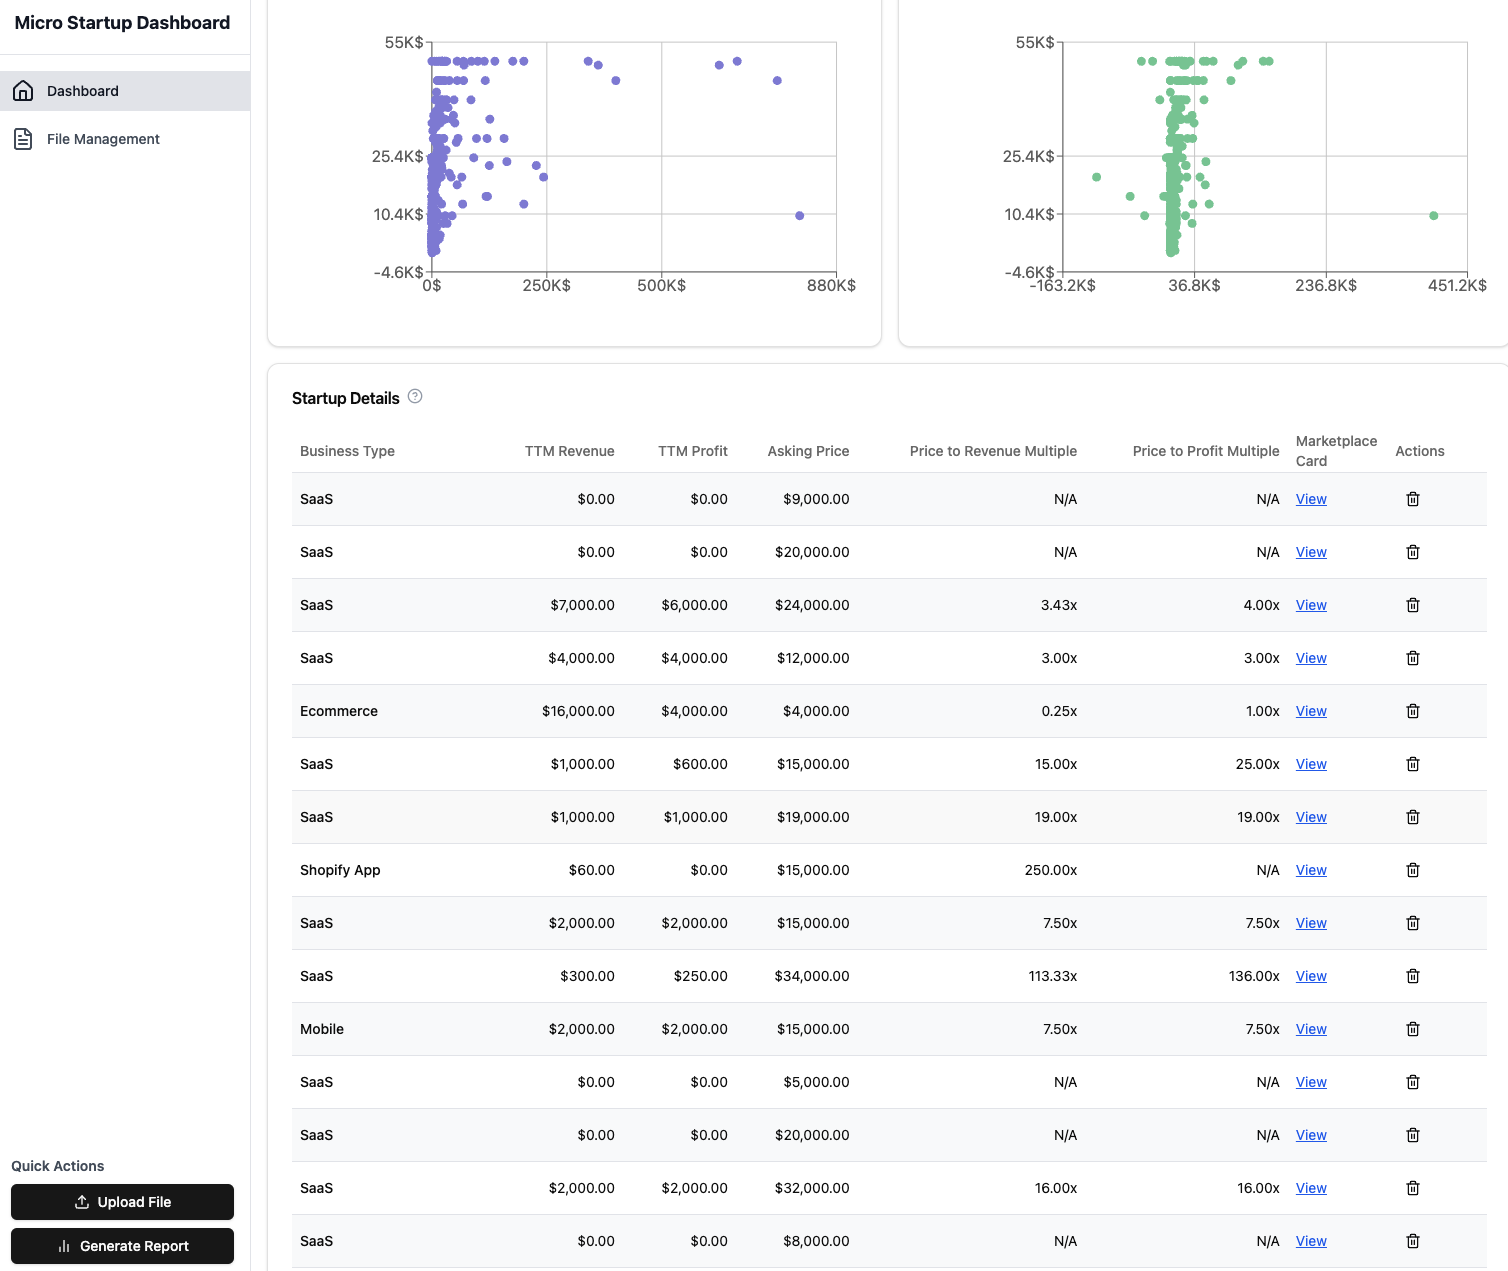 Micro Startup Dashboard
Dashboard
File Management
55K$
25.4K$
10.4K$
-4.6K$
0$ 250K$ 500K$ 880K$
55K$
25.4K$
10.4K$
-4.6K$
-163.2K$ 36.8K$ 236.8K$ 451.2K$
Startup Details ?
Business Type TTM Revenue TTM Profit Asking Price Price to Revenue Multiple Price to Profit Multiple Marketplace Card Actions
SaaS $0.00 $0.00 $9,000.00 N/A N/A View
SaaS $0.00 $0.00 $20,000.00 N/A N/A View
SaaS $7,000.00 $6,000.00 $24,000.00 3.43x 4.00x View
SaaS $4,000.00 $4,000.00 $12,000.00 3.00x 3.00x View
Ecommerce $16,000.00 $4,000.00 $4,000.00 0.25x 1.00x View
SaaS $1,000.00 $600.00 $15,000.00 15.00x 25.00x View
SaaS $1,000.00 $1,000.00 $19,000.00 19.00x 19.00x View
Shopify App $60.00 $0.00 $15,000.00 250.00x N/A View
SaaS $2,000.00 $2,000.00 $15,000.00 7.50x 7.50x View
SaaS $300.00 $250.00 $34,000.00 113.33x 136.00x View
Mobile $2,000.00 $2,000.00 $15,000.00 7.50x 7.50x View
SaaS $0.00 $0.00 $5,000.00 N/A N/A View
SaaS $0.00 $0.00 $20,000.00 N/A N/A View
SaaS $2,000.00 $2,000.00 $32,000.00 16.00x 16.00x View
SaaS $0.00 $0.00 $8,000.00 N/A N/A View
Quick Actions
Upload File
Generate Report